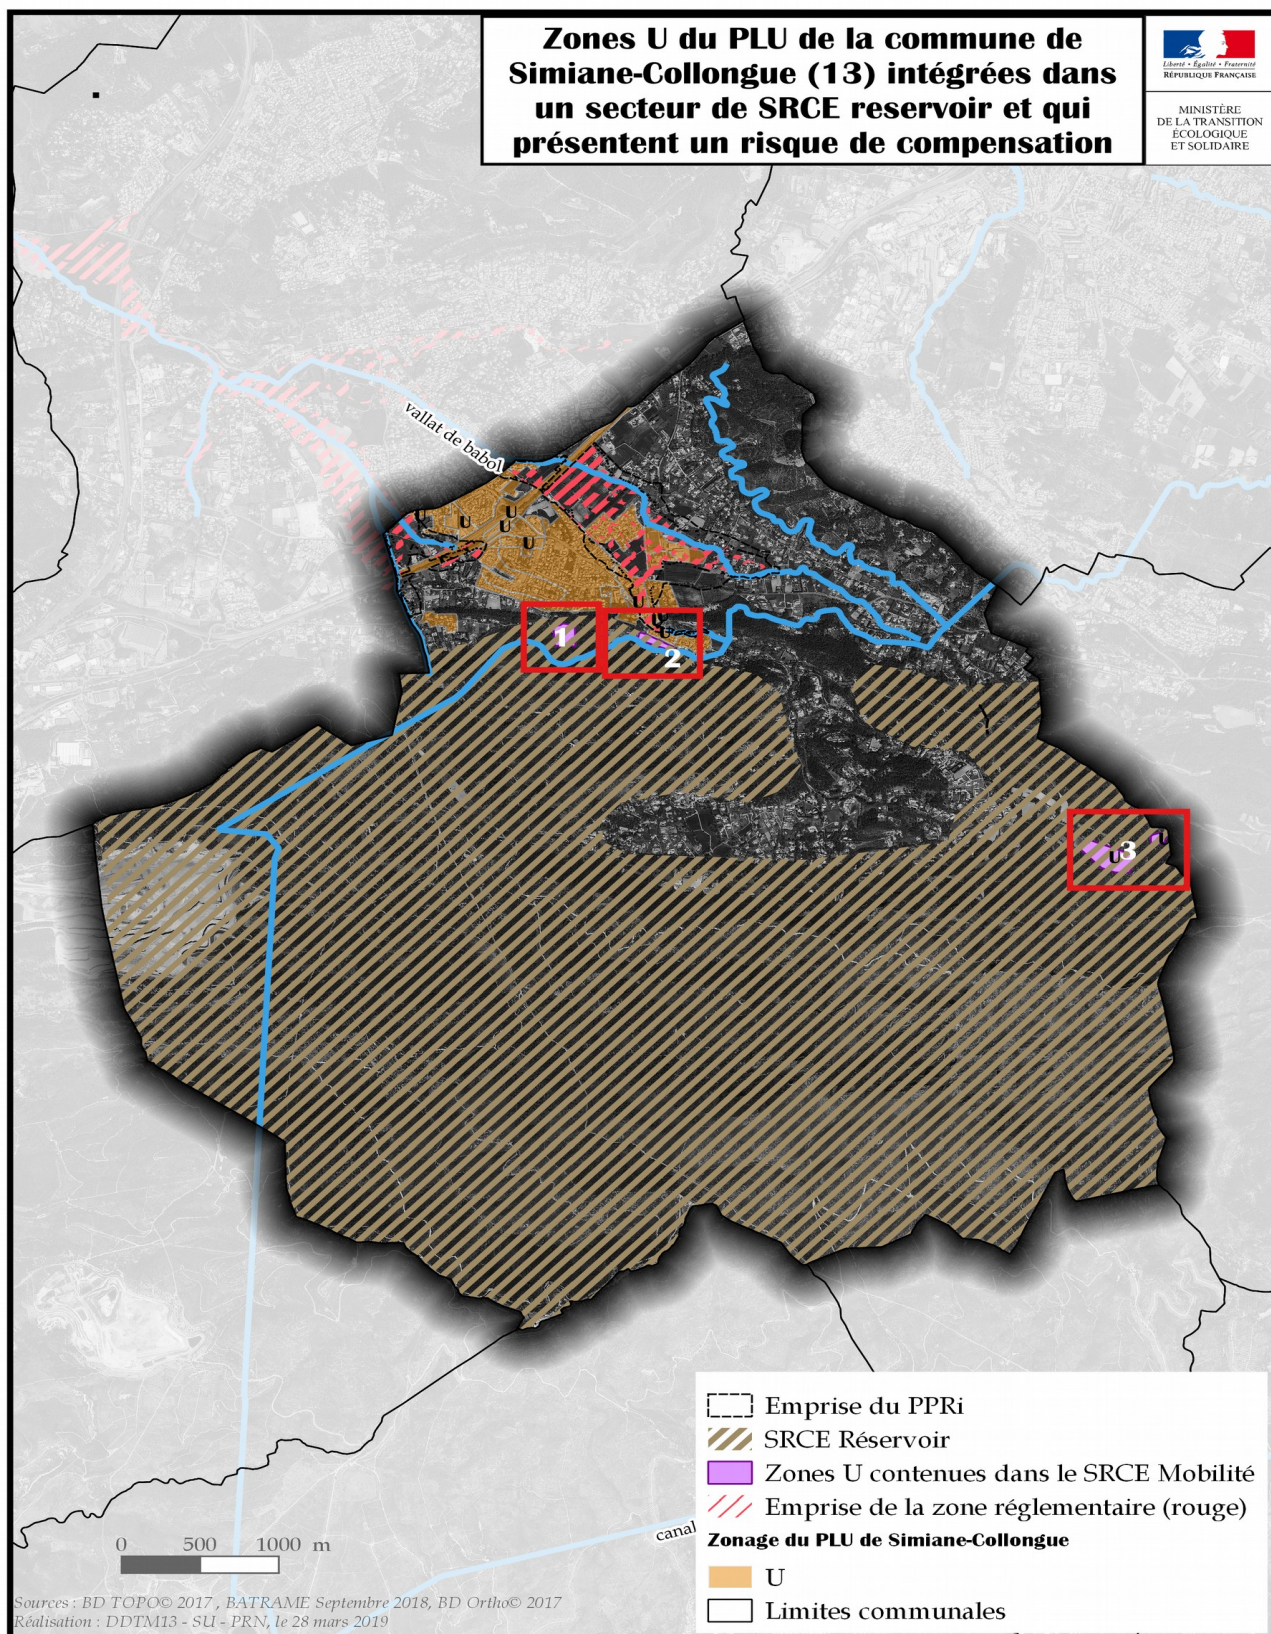 Zones U du PLU de la commune de
Simiane-Collongue (13) intégrées dans
un secteur de SRCE reservoir et qui
présentent un risque de compensation
Liberté • Égalité • Fraternité
RÉPUBLIQUE FRANÇAISE
MINISTÈRE
DE LA TRANSITION
ÉCOLOGIQUE
ET SOLIDAIRE
vallat de babol
U
U
U
U
U
U
U
U
1
2
U
3
U
canal
Emprise du PPRi
SRCE Réservoir
Zones U contenues dans le SRCE Mobilité
Emprise de la zone réglementaire (rouge)
Zonage du PLU de Simiane-Collongue
U
Limites communales
0 500 1000 m
Sources : BD TOPO© 2017 , BATRAME Septembre 2018, BD Ortho© 2017
Réalisation : DDTM13 - SU - PRN, le 28 mars 2019